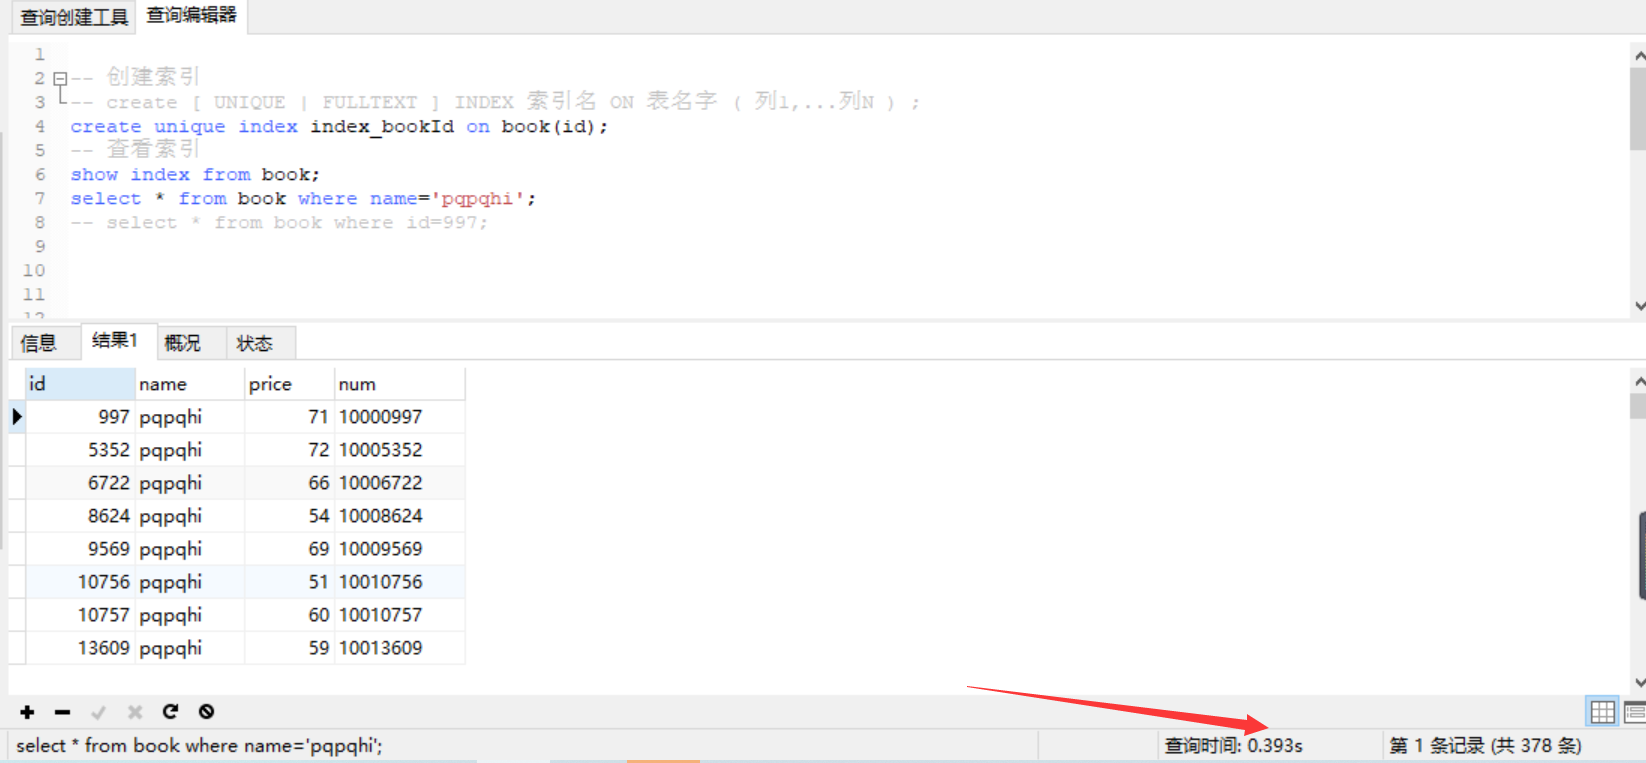 查询创建工具 查询编辑器
1
2 -- 创建索引
3 -- create [ UNIQUE | FULLTEXT ] INDEX 索引名 ON 表名字 ( 列1,...列N ) ;
4 create unique index index_bookId on book(id);
5 -- 查看索引
6 show index from book;
7 select * from book where name='pqpqhi';
8 -- select * from book where id=997;
9
10
11
12
信息 结果1 概况 状态
id name price num
997 pqpqhi 71 10000997
5352 pqpqhi 72 10005352
6722 pqpqhi 66 10006722
8624 pqpqhi 54 10008624
9569 pqpqhi 69 10009569
10756 pqpqhi 51 10010756
10757 pqpqhi 60 10010757
13609 pqpqhi 59 10013609
select * from book where name='pqpqhi'; 查询时间: 0.393s 第 1 条记录 (共 378 条)